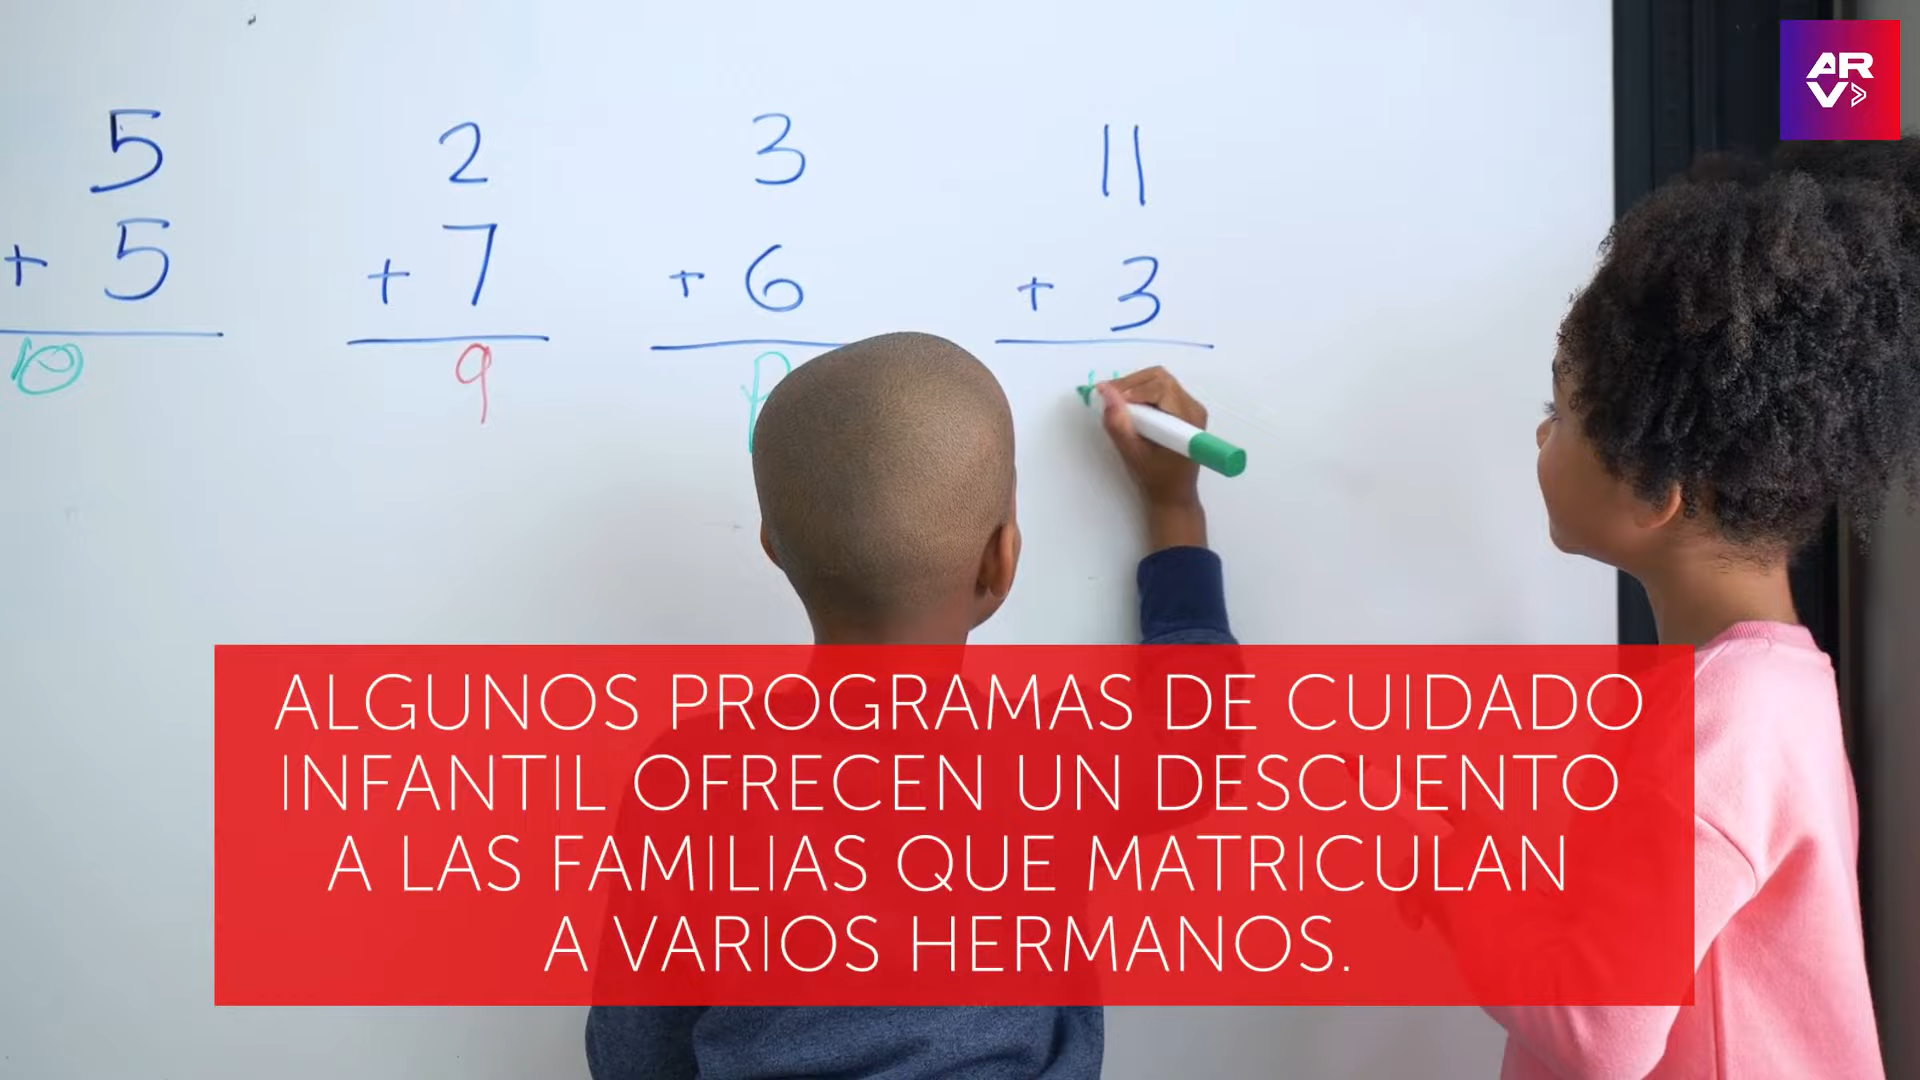 ARV
5 2 3 11
+ 5 + 7 + 6 + 3
10 9
ALGUNOS PROGRAMAS DE CUIDADO
INFANTIL OFRECEN UN DESCUENTO
A LAS FAMILIAS QUE MATRICULAN
A VARIOS HERMANOS.